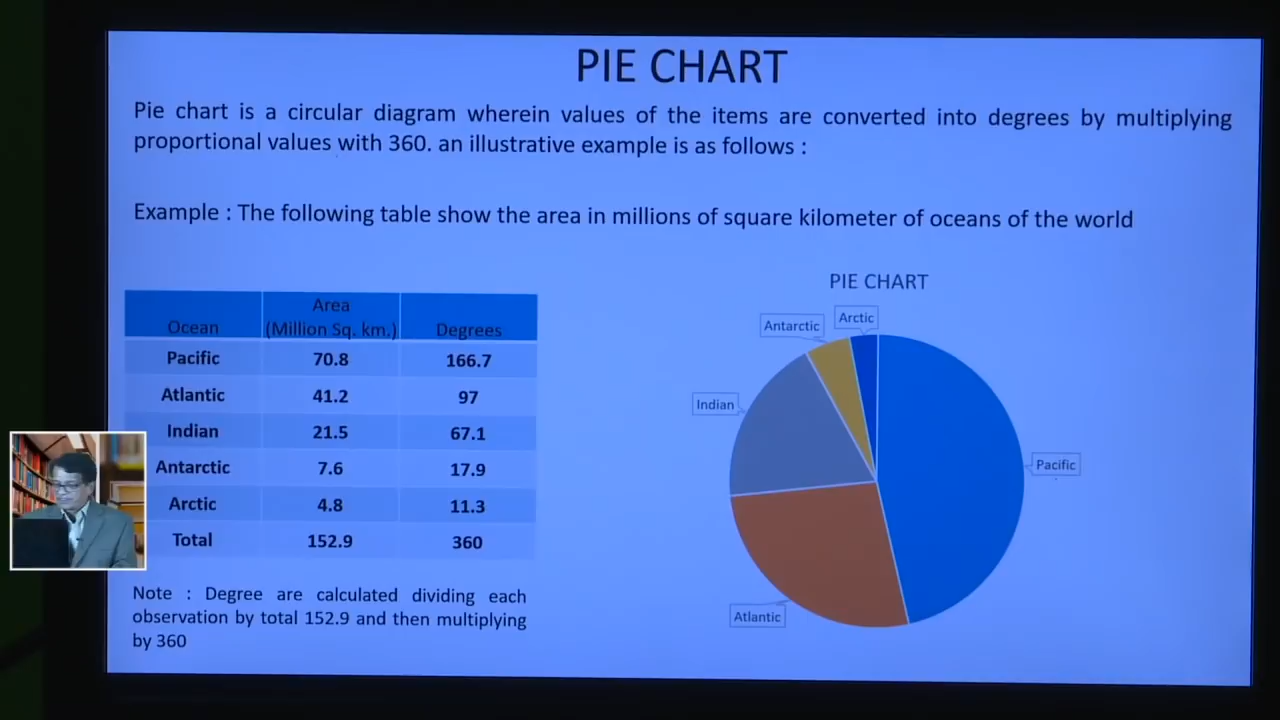 PIE CHART
Pie chart is a circular diagram wherein values of the items are converted into degrees by multiplying
proportional values with 360. an illustrative example is as follows :
Example : The following table show the area in millions of square kilometer of oceans of the world
Ocean Area (Million Sq. km.) Degrees
Pacific 70.8 166.7
Atlantic 41.2 97
Indian 21.5 67.1
Antarctic 7.6 17.9
Arctic 4.8 11.3
Total 152.9 360
Note : Degree are calculated dividing each
observation by total 152.9 and then multiplying
by 360
PIE CHART
Arctic
Antarctic
Indian
Pacific
Atlantic